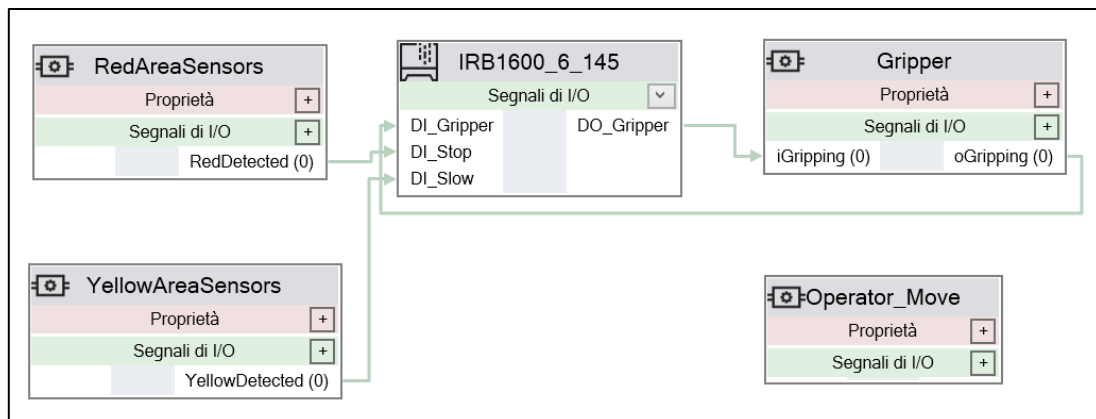 RedAreaSensors
Proprietà +
Segnali di I/O +
RedDetected (0)
IRB1600_6_145
Segnali di I/O
DI_Gripper DO_Gripper
DI_Stop
DI_Slow
Gripper
Proprietà +
Segnali di I/O +
iGripping (0) oGripping (0)
YellowAreaSensors
Proprietà +
Segnali di I/O +
YellowDetected (0)
Operator_Move
Proprietà +
Segnali di I/O +